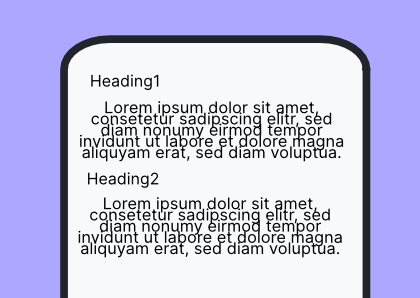 Heading1
Lorem ipsum dolor sit amet,
consetetur sadipscing elitr, sed
diam nonumy eirmod tempor
invidunt ut labore et dolore magna
aliquyam erat, sed diam voluptua.
Heading2
Lorem ipsum dolor sit amet,
consetetur sadipscing elitr, sed
diam nonumy eirmod tempor
invidunt ut labore et dolore magna
aliquyam erat, sed diam voluptua.